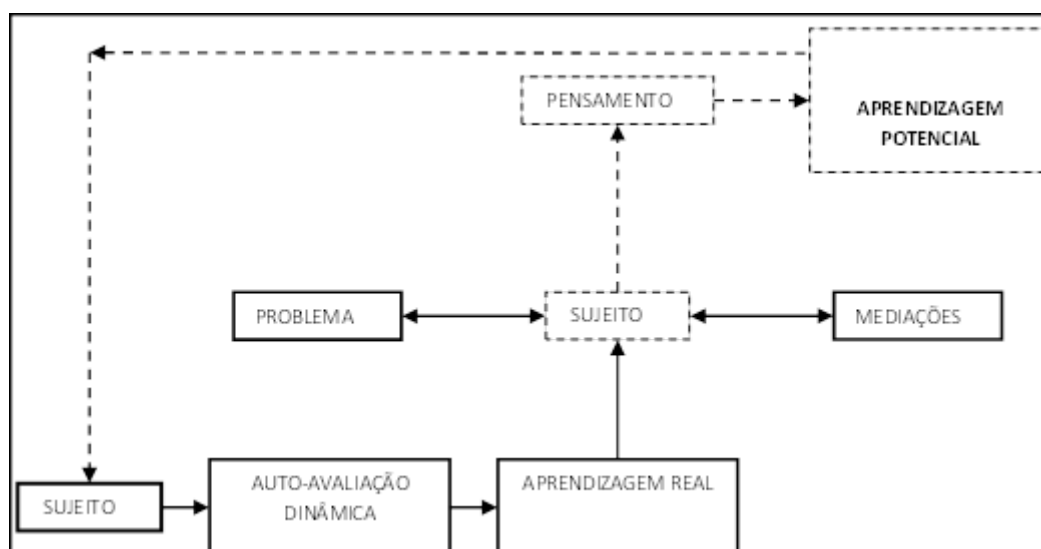 PENSAMENTO
APRENDIZAGEM
POTENCIAL
PROBLEMA
SUJEITO
MEDIAÇÕES
SUJEITO
AUTO-AVALIAÇÃO
DINÂMICA
APRENDIZAGEM REAL